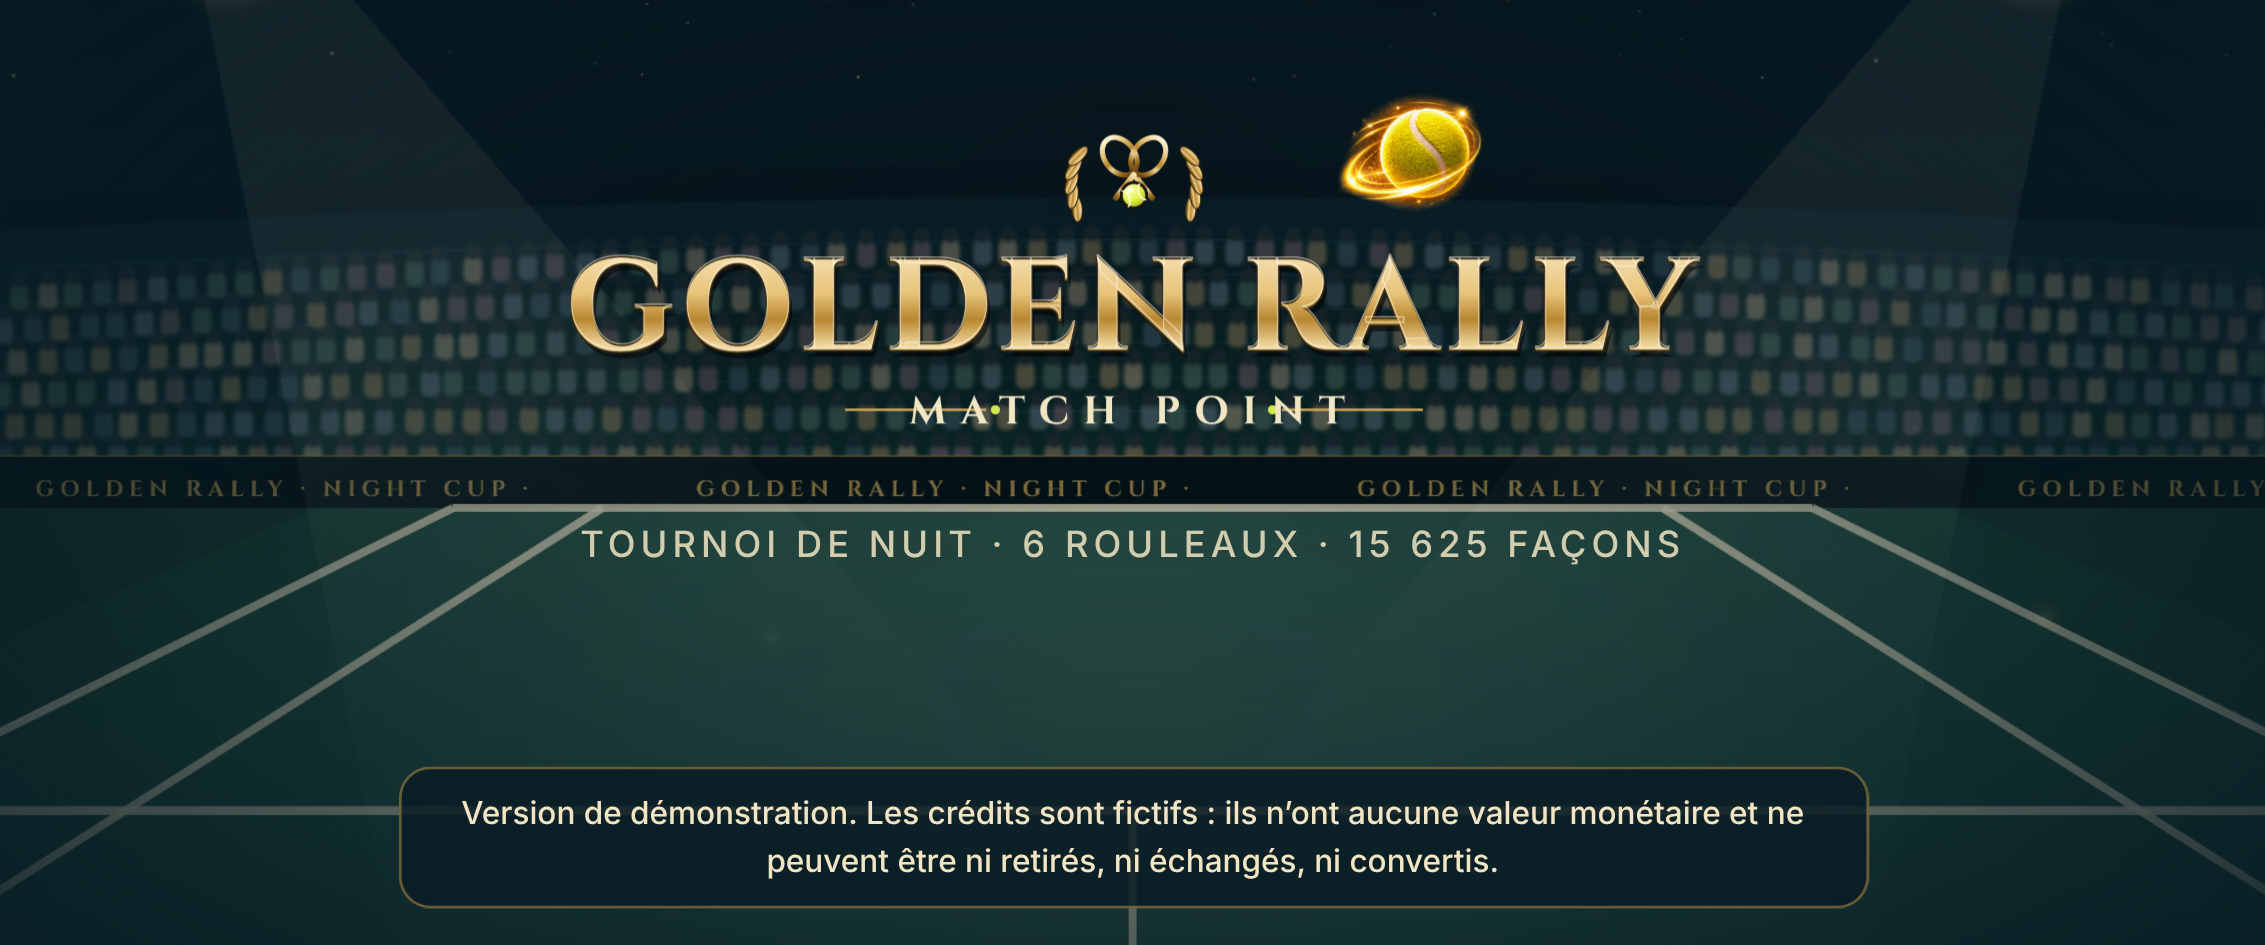 GOLDEN RALLY
MATCH POINT
GOLDEN RALLY · NIGHT CUP · GOLDEN RALLY · NIGHT CUP · GOLDEN RALLY · NIGHT CUP · GOLDEN RALLY
TOURNOI DE NUIT · 6 ROULEAUX · 15 625 FAÇONS
Version de démonstration. Les crédits sont fictifs : ils n’ont aucune valeur monétaire et ne
peuvent être ni retirés, ni échangés, ni convertis.